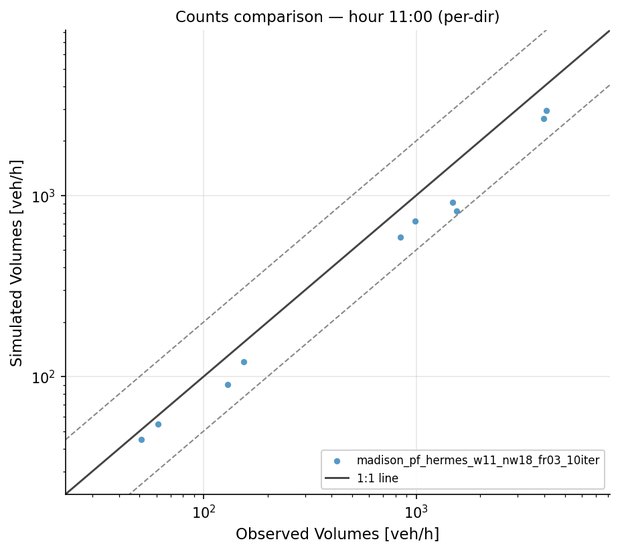 Counts comparison — hour 11:00 (per-dir)
Simulated Volumes [veh/h]
10³
10²
madison_pf_hermes_w11_nw18_fr03_10iter
1:1 line
10² 10³
Observed Volumes [veh/h]